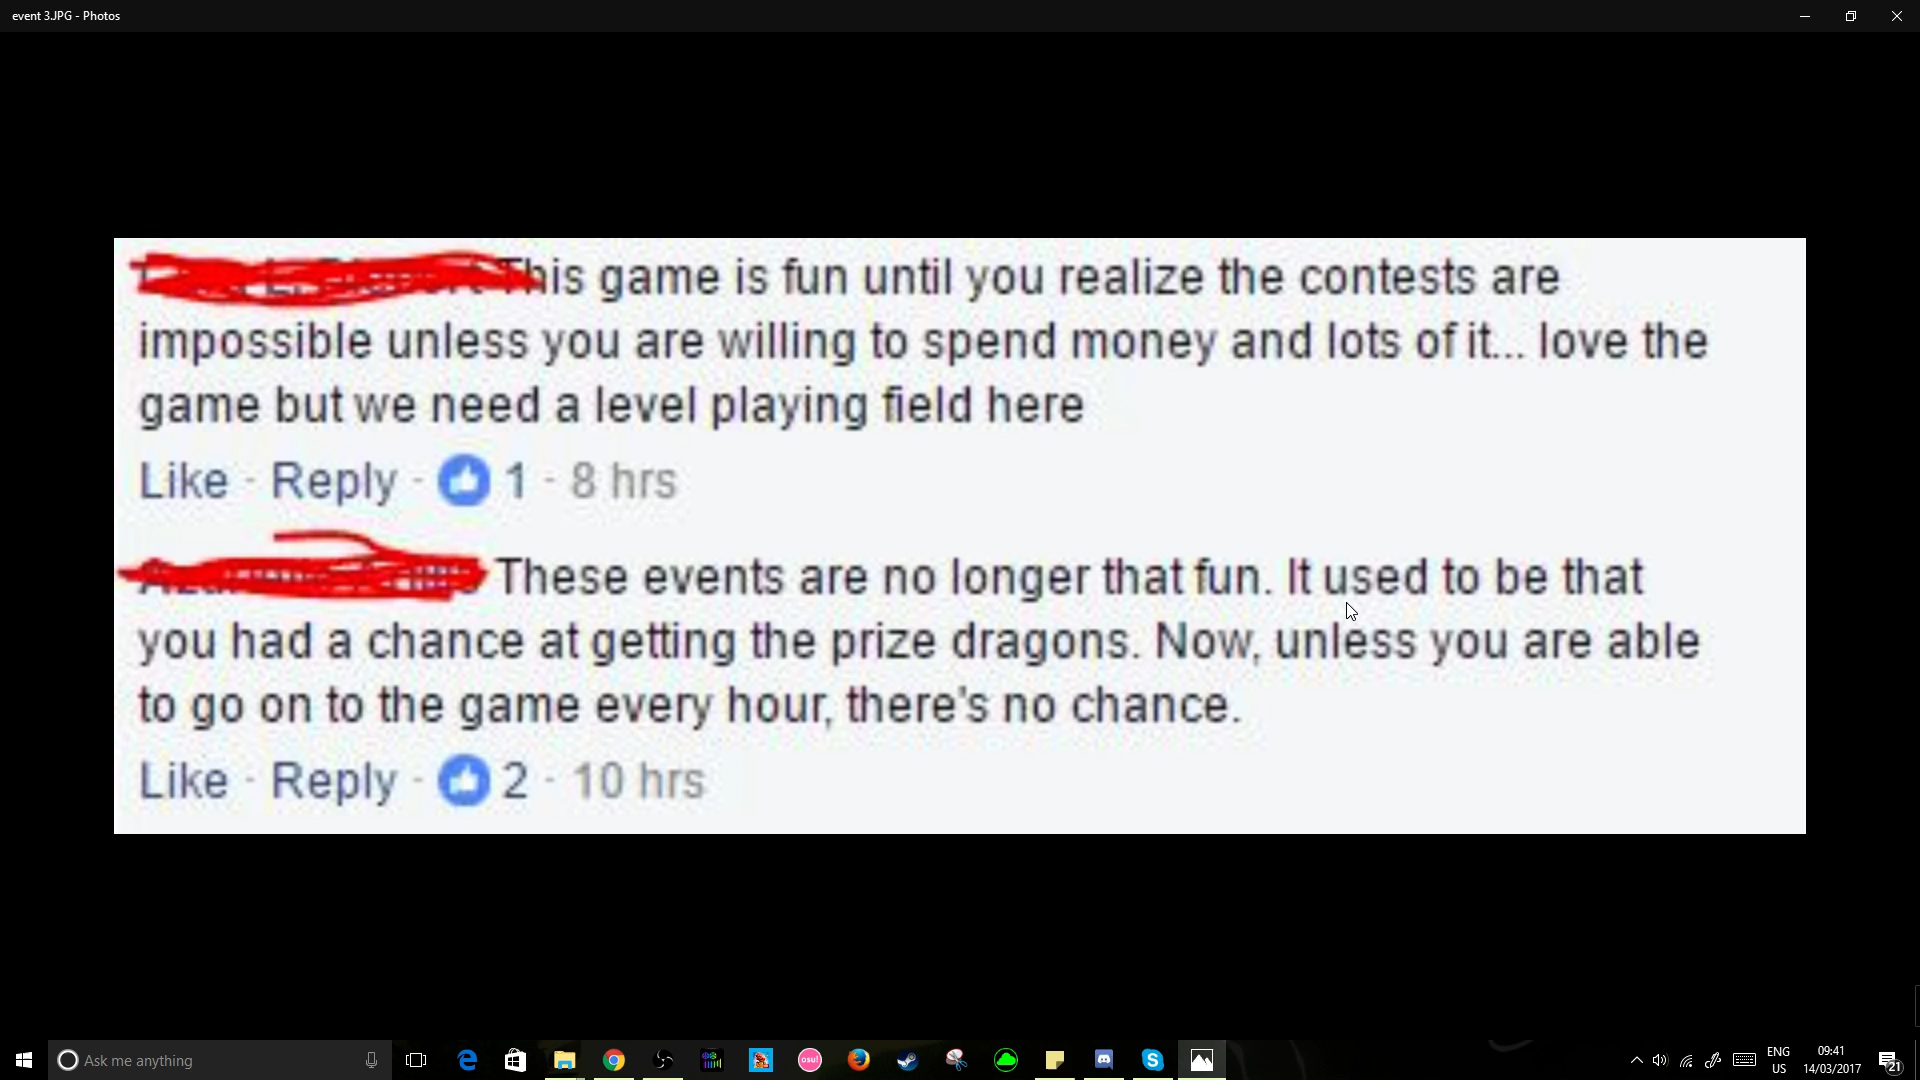 event 3.JPG - Photos
This game is fun until you realize the contests are
impossible unless you are willing to spend money and lots of it... love the
game but we need a level playing field here
Like · Reply · 1 · 8 hrs
These events are no longer that fun. It used to be that
you had a chance at getting the prize dragons. Now, unless you are able
to go on to the game every hour, there's no chance.
Like · Reply · 2 · 10 hrs
Ask me anything
osu!
ENG
US
09:41
14/03/2017
21